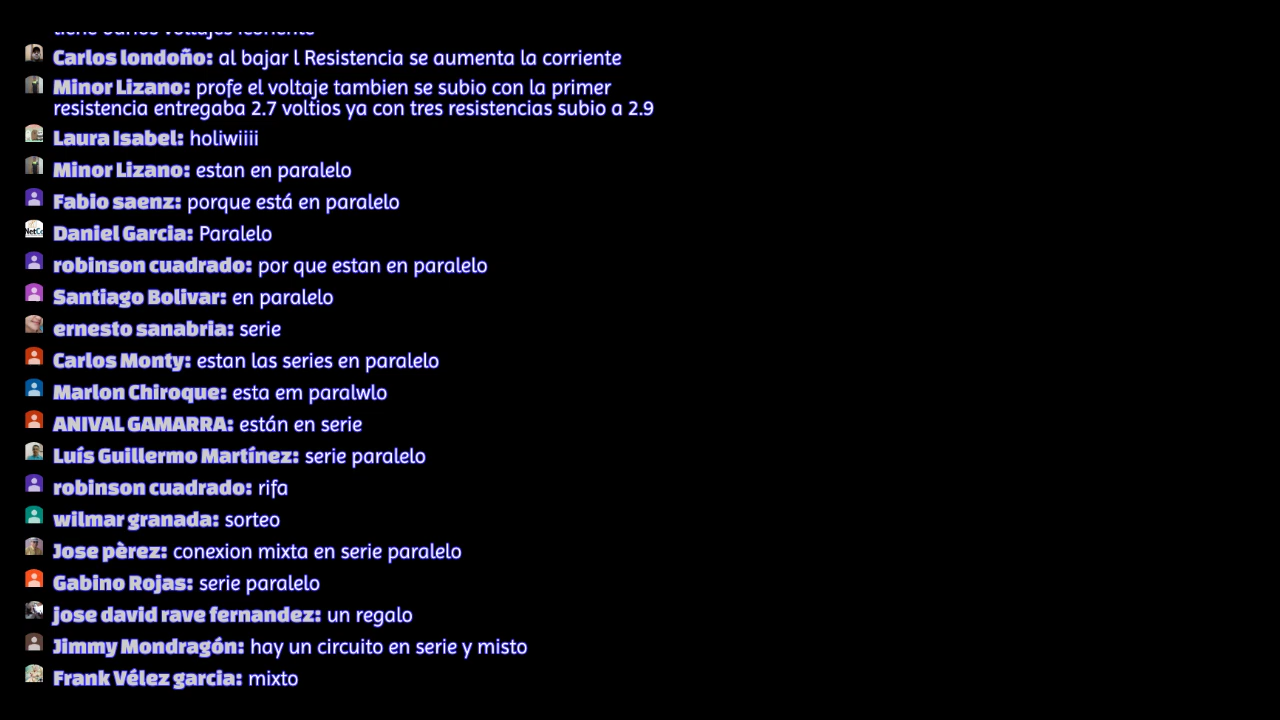 Carlos londoño: al bajar l Resistencia se aumenta la corriente
Minor Lizano: profe el voltaje tambien se subio con la primer
resistencia entregaba 2.7 voltios ya con tres resistencias subio a 2.9
Laura Isabel: holiwiiii
Minor Lizano: estan en paralelo
Fabio saenz: porque está en paralelo
Daniel Garcia: Paralelo
robinson cuadrado: por que estan en paralelo
Santiago Bolivar: en paralelo
ernesto sanabria: serie
Carlos Monty: estan las series en paralelo
Marlon Chiroque: esta em paralwlo
ANIVAL GAMARRA: están en serie
Luís Guillermo Martínez: serie paralelo
robinson cuadrado: rifa
wilmar granada: sorteo
Jose pèrez: conexion mixta en serie paralelo
Gabino Rojas: serie paralelo
jose david rave fernandez: un regalo
Jimmy Mondragón: hay un circuito en serie y misto
Frank Vélez garcia: mixto